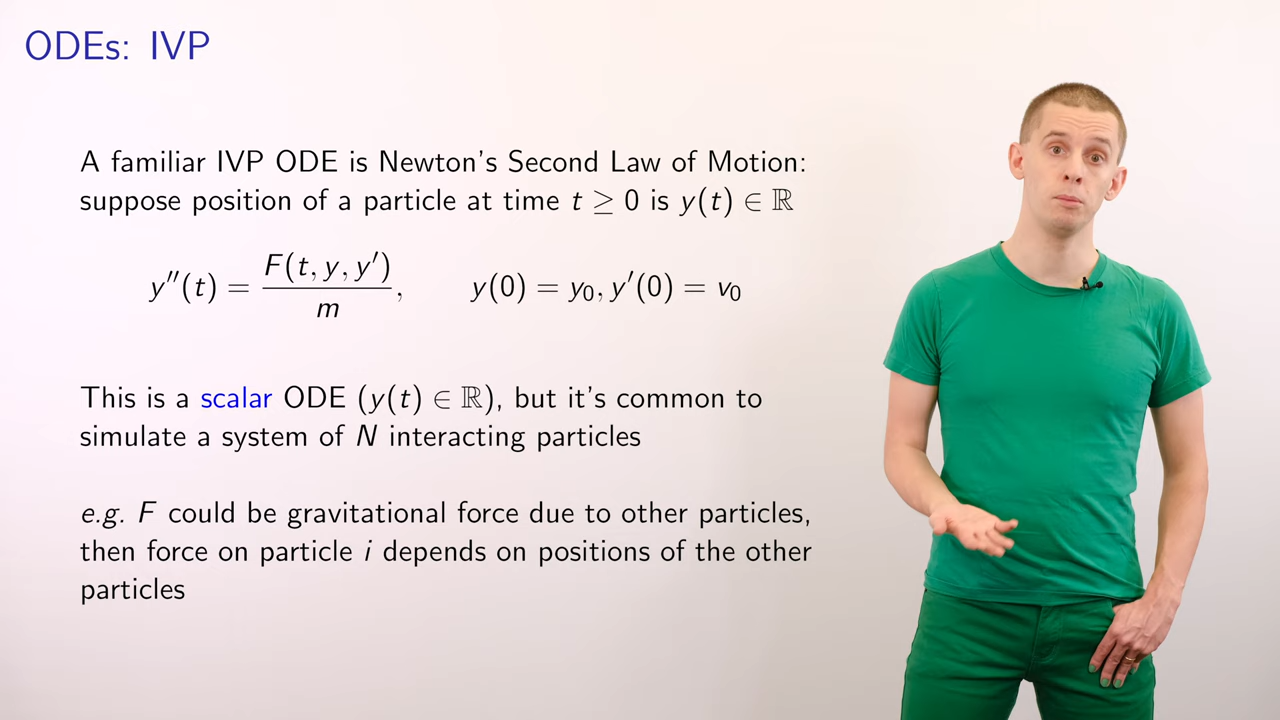 ODEs: IVP
A familiar IVP ODE is Newton's Second Law of Motion:
suppose position of a particle at time t ≥ 0 is y(t) ∈ ℝ
y″(t) = F(t, y, y′)/m, y(0) = y₀, y′(0) = v₀
This is a scalar ODE (y(t) ∈ ℝ), but it's common to
simulate a system of N interacting particles
e.g. F could be gravitational force due to other particles,
then force on particle i depends on positions of the other
particles